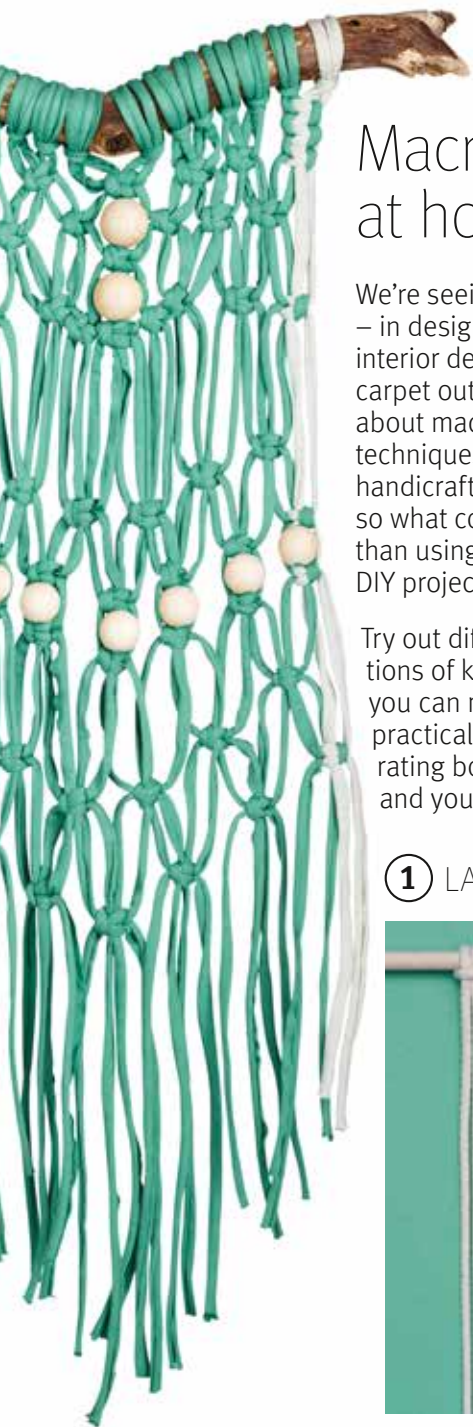 Macr
at ho
We’re seei
– in desig
interior de
carpet out
about mac
technique
handicraft
so what co
than using
DIY projec
Try out dif
tions of k
you can r
practical
rating bo
and you
1 LA